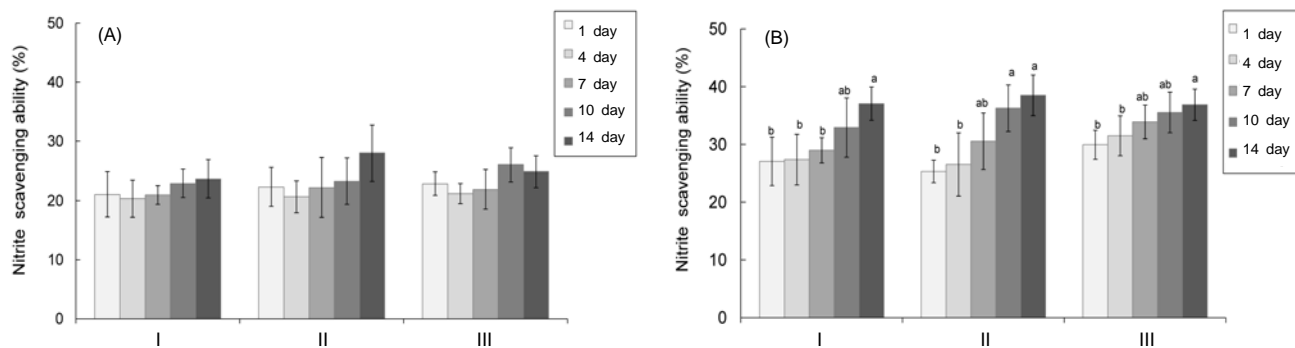 (A)
Nitrite scavenging ability (%)
50
40
30
20
10
0
I II III
1 day
4 day
7 day
10 day
14 day
(B)
Nitrite scavenging ability (%)
50
40
30
20
10
0
b b b ab a
b b ab a a
b b ab ab a
I II III
1 day
4 day
7 day
10 day
14 day